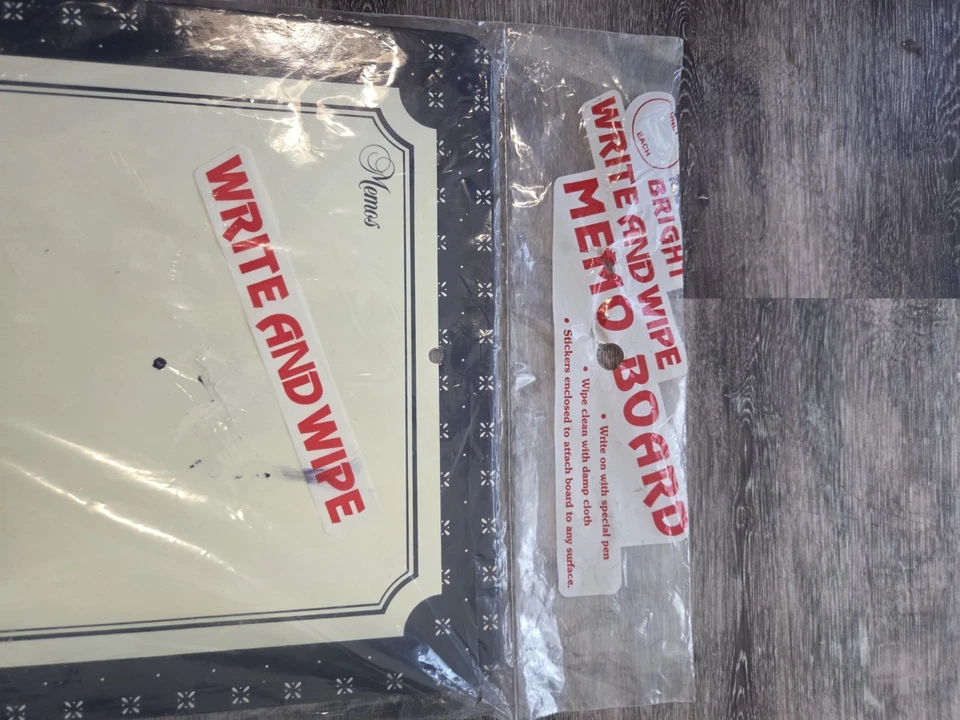 ONLY
EACH
BRIGHT
WRITE AND WIPE
MEMO BOARD
• Write on with special pen
• Wipe clean with damp cloth
• Stickers enclosed to attach board to any surface.
Memos
WRITE AND WIPE